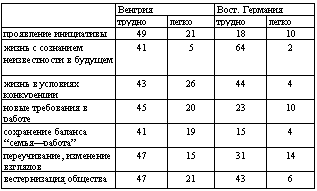 Венгрия Вост. Германия
трудно легко трудно легко
проявление инициативы 49 21 18 10
жизнь с сознанием 41 5 64 2
неизвестности в будущем
жизнь в условиях 43 26 44 4
конкуренции
новые требования в 45 20 23 10
работе
сохранение баланса 41 19 15 4
“семья—работа”
переучивание, изменение 47 15 31 14
взглядов
вестернизация общества 47 21 43 6